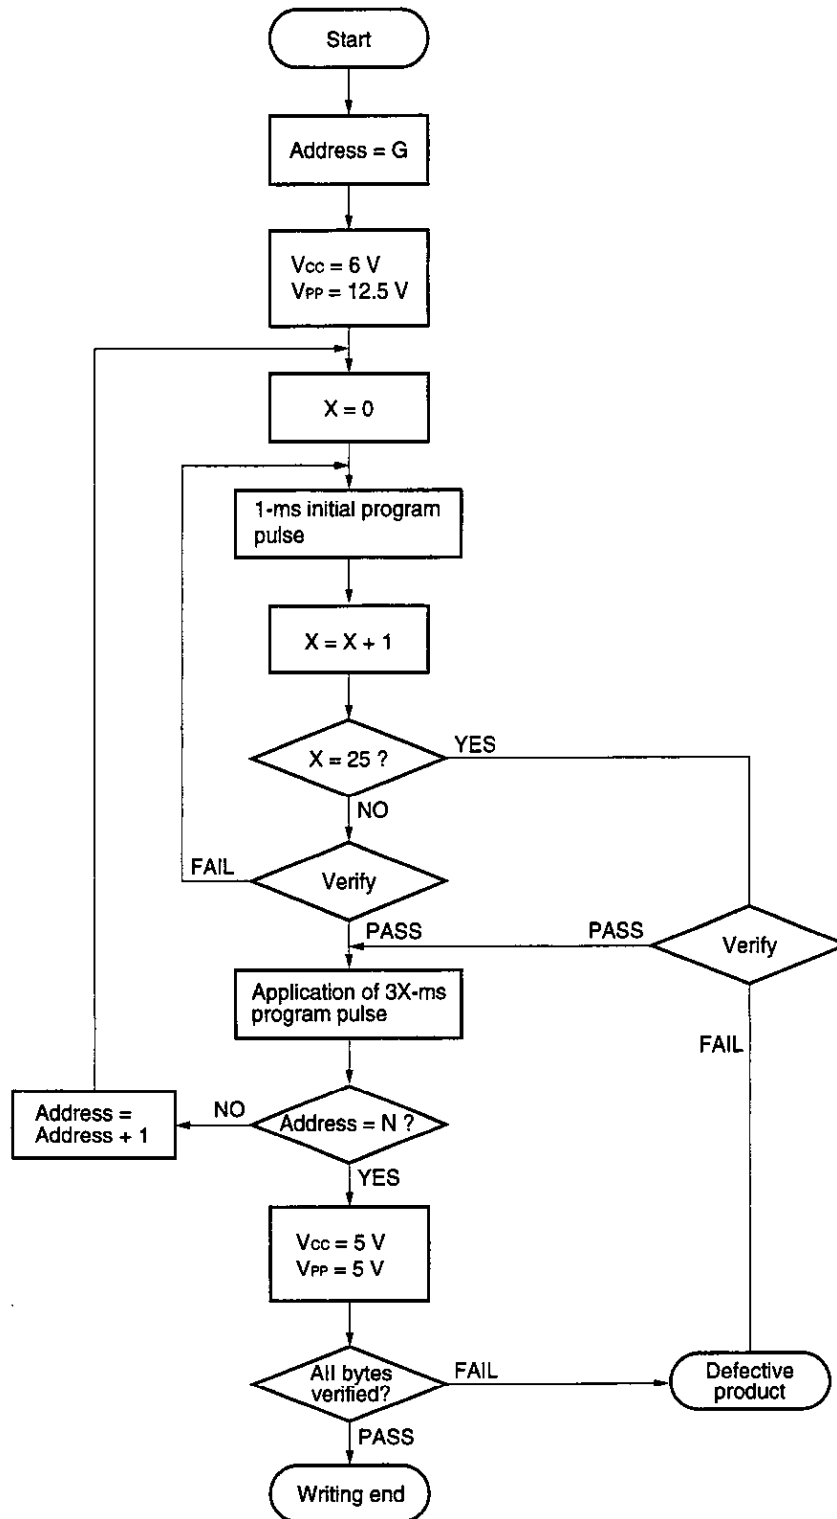 Start
Address = G
VCC = 6 V
VPP = 12.5 V
X = 0
1-ms initial program
pulse
X = X + 1
X = 25 ?
YES
NO
FAIL
Verify
PASS
PASS
Verify
Application of 3X-ms
program pulse
FAIL
Address =
Address + 1
NO
Address = N ?
YES
VCC = 5 V
VPP = 5 V
All bytes
verified?
FAIL
Defective
product
PASS
Writing end